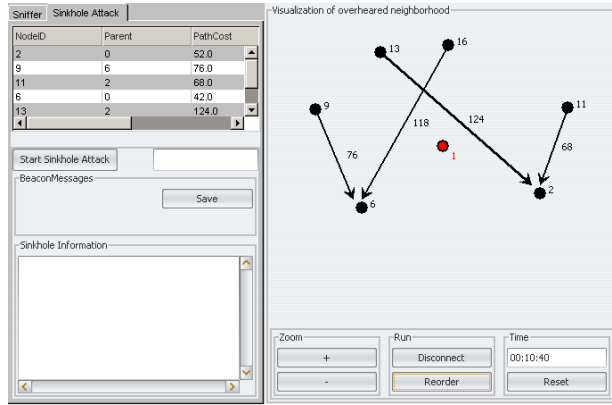 Sniffer Sinkhole Attack
NodeID Parent PathCost
2 0 52.0
9 6 76.0
11 2 68.0
6 0 42.0
13 2 124.0
Start Sinkhole Attack
BeaconMessages
Save
Sinkhole Information
Visualization of overheared neighborhood
16
13
9
11
118
124
76
68
1
2
6
Zoom
+
-
Run
Disconnect
Reorder
Time
00:10:40
Reset